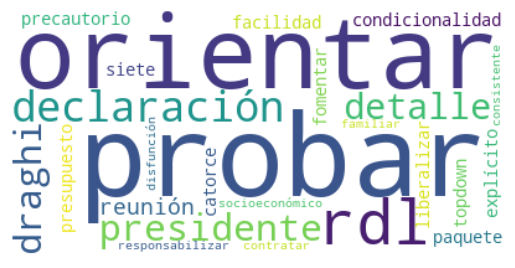 precautorio facilidad condicionalidad
orientar
siete
fomentar
consistente
declaración detalle
draghi
presupuesto
disfunción
probar
familiar
catorce
liberalizar
topdown
explícito
reunión
socioeconómico
presidente rdl paquete
responsabilizar contratar